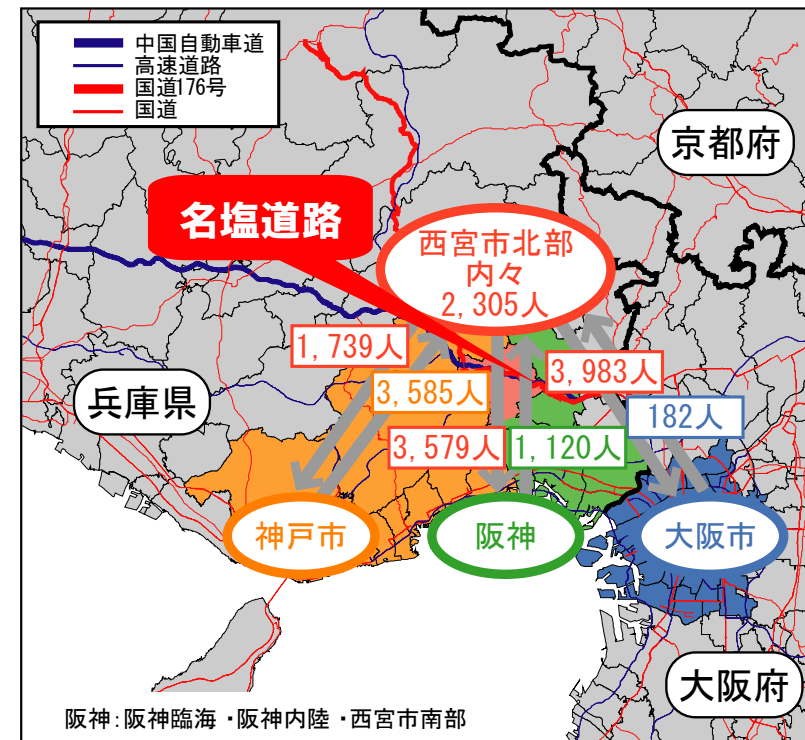 中国自動車道
高速道路
国道176号
国道
京都府
名塩道路
西宮市北部
内々
2,305人
1,739人
3,983人
兵庫県
3,585人
182人
3,579人
1,120人
神戸市
阪神
大阪市
大阪府
阪神：阪神臨海・阪神内陸・西宮市南部